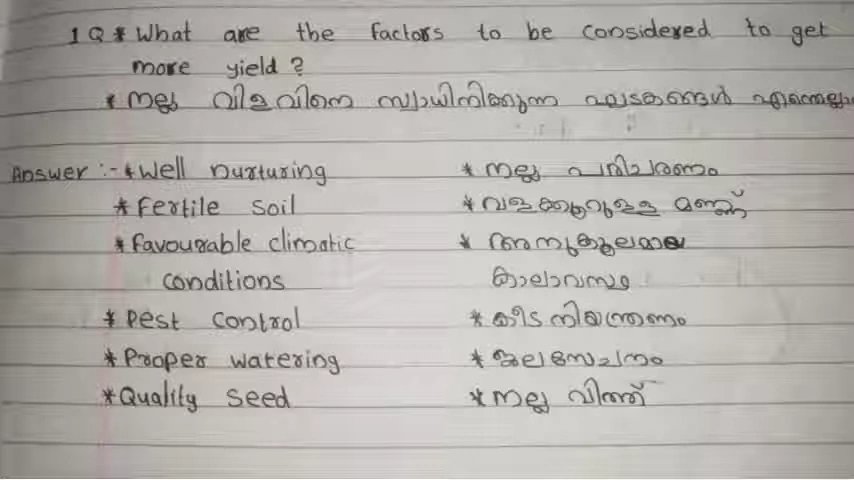 1Q * What are the factors to be considered to get
more yield?
* നല്ല വിളവിനെ സ്വാധീനിക്കുന്ന ഘടകങ്ങൾ
Answer :- * Well nurturing * നല്ല പരിചരണം
* Fertile soil * വളക്കൂറുള്ള മണ്ണ്
* favourable climatic * അനുകൂലമായ
conditions കാലാവസ്ഥ
* Pest control * കീടനിയന്ത്രണം
* Proper watering * ജലസേചനം
* Quality seed * നല്ല വിത്ത്